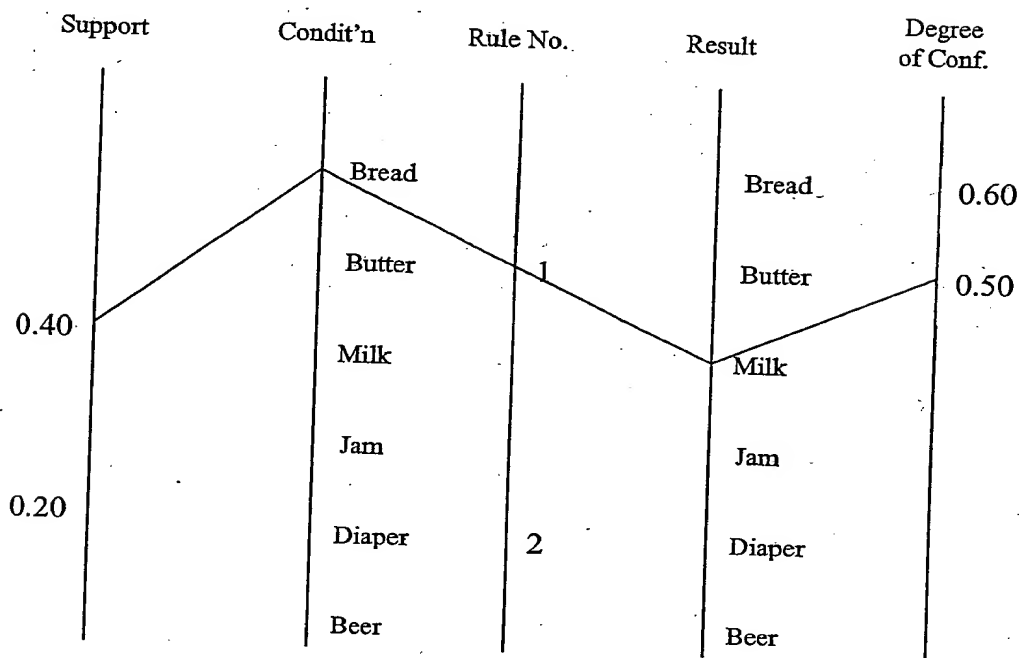 Support
Condit'n
Rule No.
Result
Degree
of Conf.
Bread
Bread
0.60
Butter
1
Butter
0.50
0.40
Milk
Milk
Jam
Jam
0.20
Diaper
2
Diaper
Beer
Beer